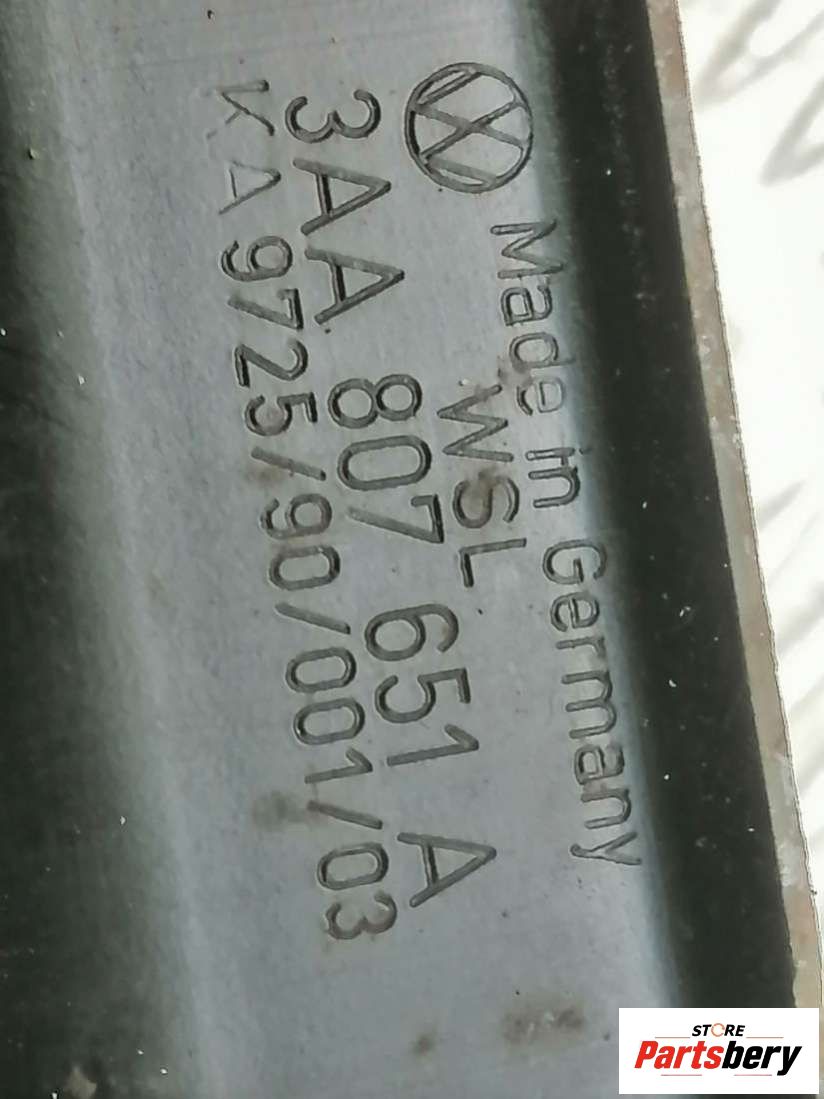 Made in Germany
WSL
3AA 807 651 A
KA 9725/90/001/03
STORE
Partsbery